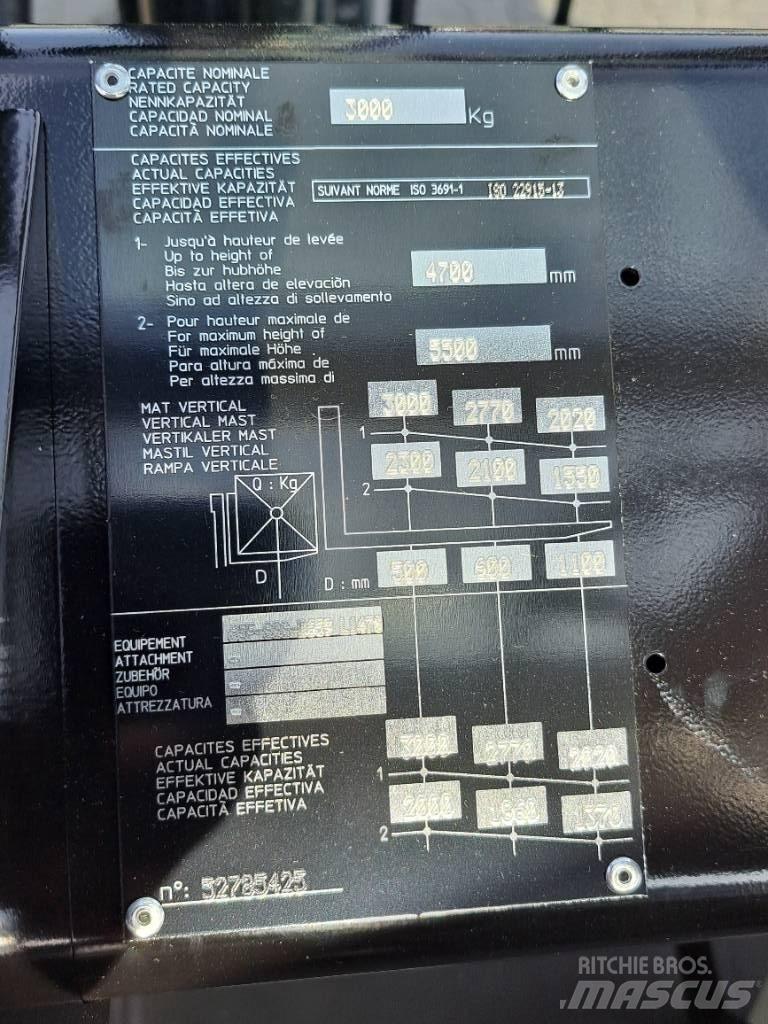 CAPACITE NOMINALE
RATED CAPACITY
NENNKAPAZITÄT
CAPACIDAD NOMINAL
CAPACITÀ NOMINALE
3000 Kg
CAPACITES EFFECTIVES
ACTUAL CAPACITIES
EFFEKTIVE KAPAZITÄT
CAPACIDAD EFFECTIVA
CAPACITÀ EFFETIVA
SUIVANT NORME ISO 3691-1 ISO 22915-13
1- Jusqu'à hauteur de levée
Up to height of
Bis zur hubhöhe
Hasta altera de elevaciòn
Sino ad altezza di sollevamento
4700 mm
2- Pour hauteur maximale de
For maximum height of
Für maximale Höhe
Para altura máxima de
Per altezza massima di
5500 mm
MAT VERTICAL
VERTICAL MAST
VERTIKALER MAST
MASTIL VERTICAL
RAMPA VERTICALE
3000 2770 2020
1
2300 2100 1550
2
Q : Kg
D
D : mm 500 600 1100
EQUIPEMENT
ATTACHMENT
ZUBEHÖR
EQUIPO
ATTREZZATURA
CAPACITES EFFECTIVES
ACTUAL CAPACITIES
EFFEKTIVE KAPAZITÄT
CAPACIDAD EFFECTIVA
CAPACITÀ EFFETIVA
3000 2770 2020
1
1370
2
n°: 52785425
RITCHIE BROS.
MASCUS